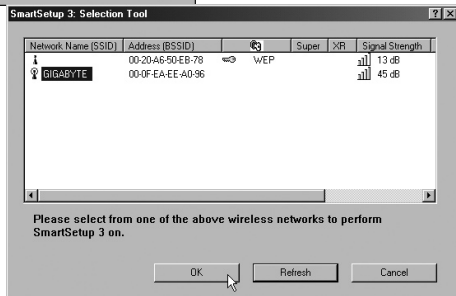 SmartSetup 3: Selection Tool
Network Name (SSID) Address (BSSID) Super XR Signal Strength
00-20-A6-50-EB-78 WEP 13 dB
GIGABYTE 00-0F-EA-EE-A0-96 45 dB
Please select from one of the above wireless networks to perform
SmartSetup 3 on.
OK Refresh Cancel